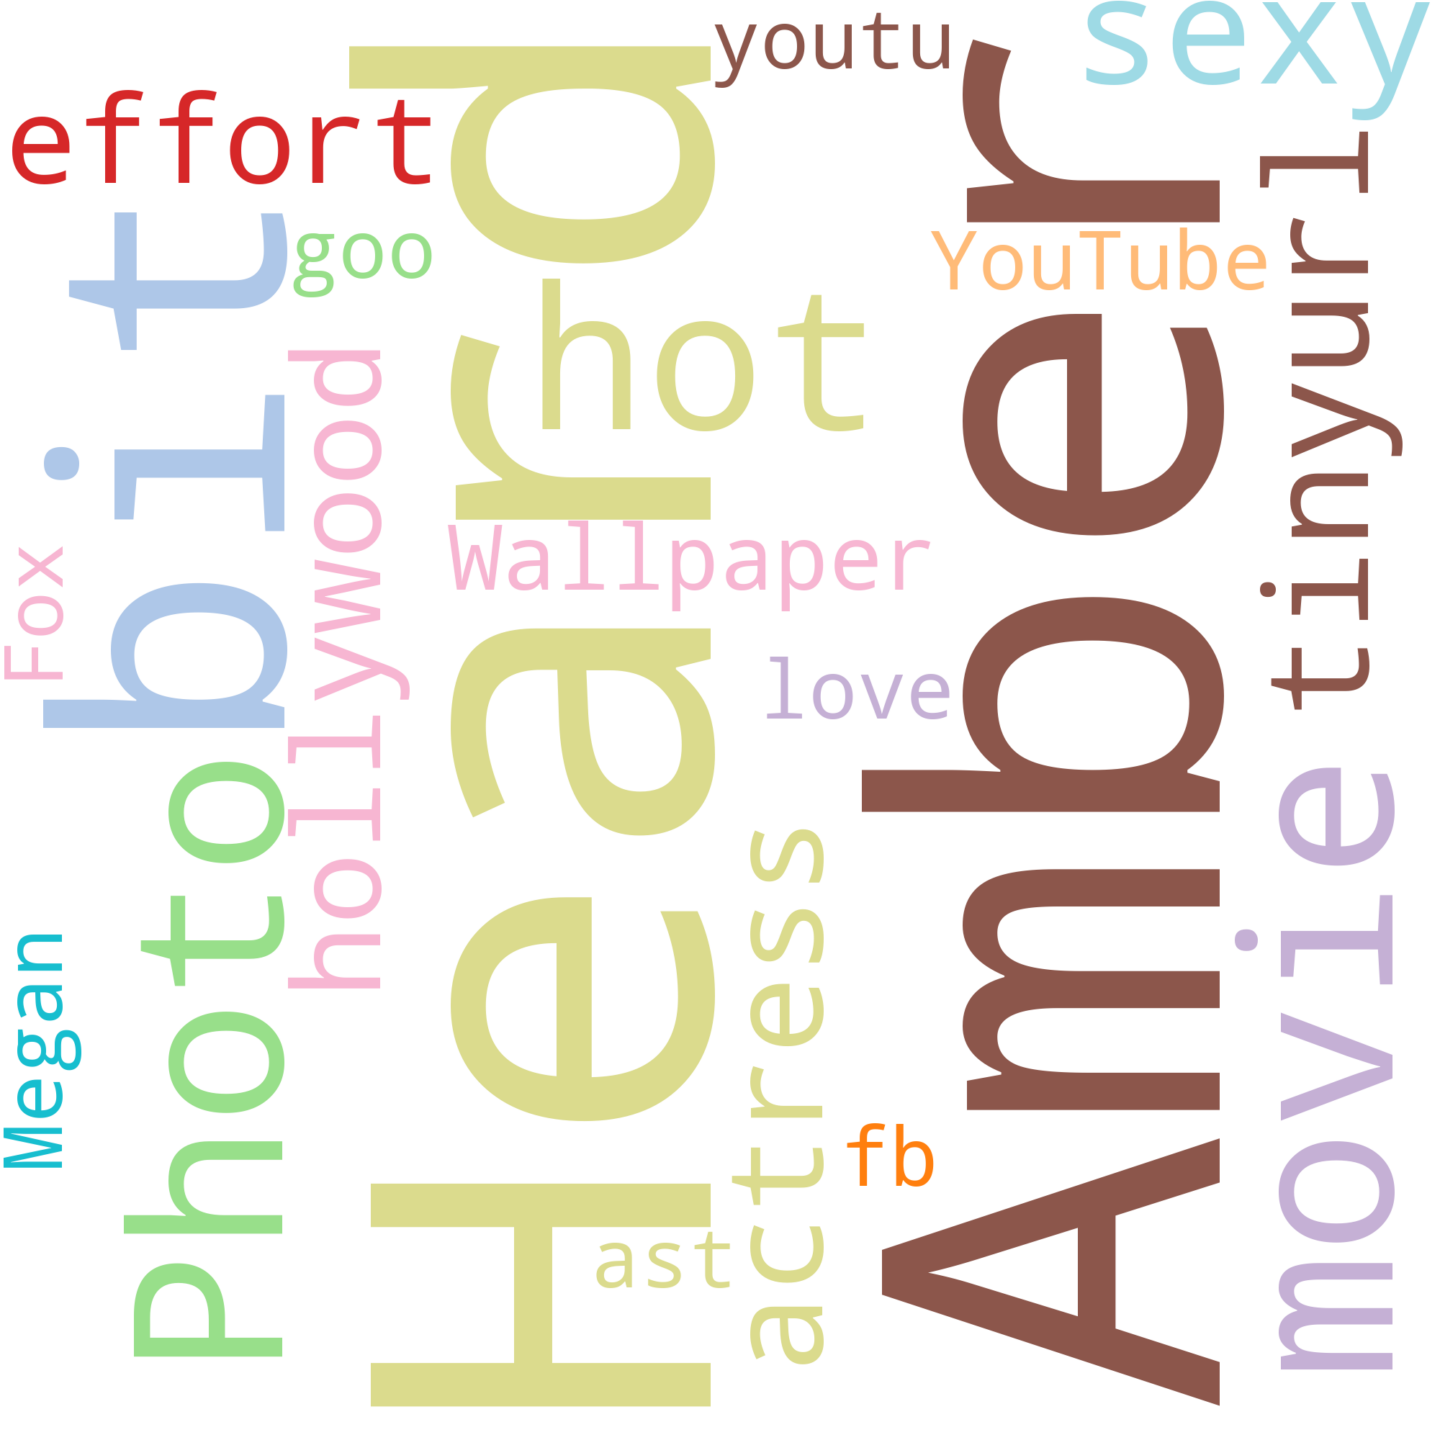 youtu
sexy
effort
goo
YouTube
hot
Wallpaper
love
fb
ast
Fox
Megan
bit
Photo
hollywood
Heard
actress
Amber
tinyurl
movie